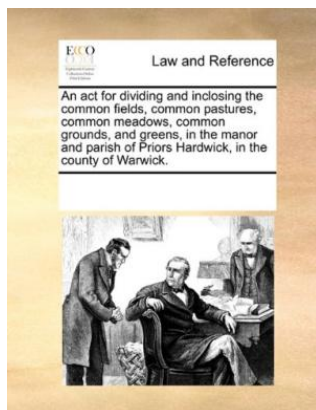 ECCO
Law and Reference
An act for dividing and inclosing the
common fields, common pastures,
common meadows, common
grounds, and greens, in the manor
and parish of Priors Hardwick, in the
county of Warwick.